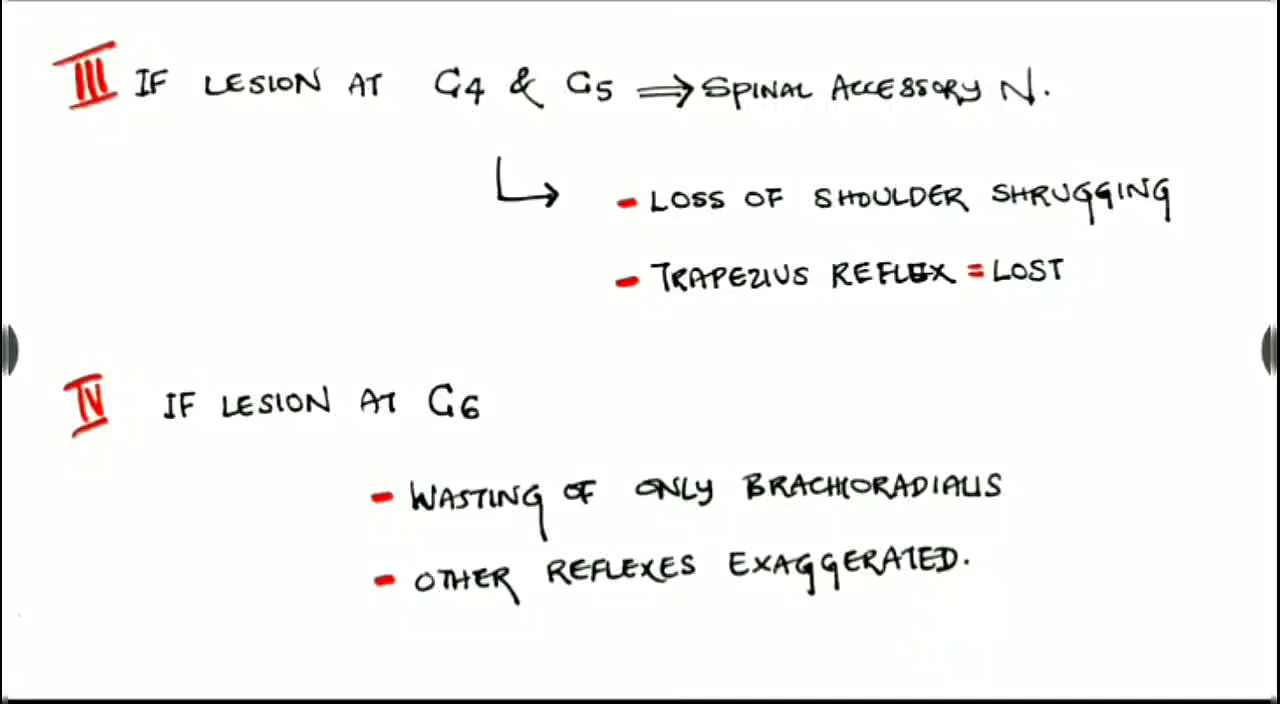 III IF LESION AT C4 & C5 ⇒ SPINAL ACCESSORY N.
- LOSS OF SHOULDER SHRUGGING
- TRAPEZIUS REFLEX = LOST
IV IF LESION AT C6
- WASTING OF ONLY BRACHIORADIALIS
- OTHER REFLEXES EXAGGERATED.